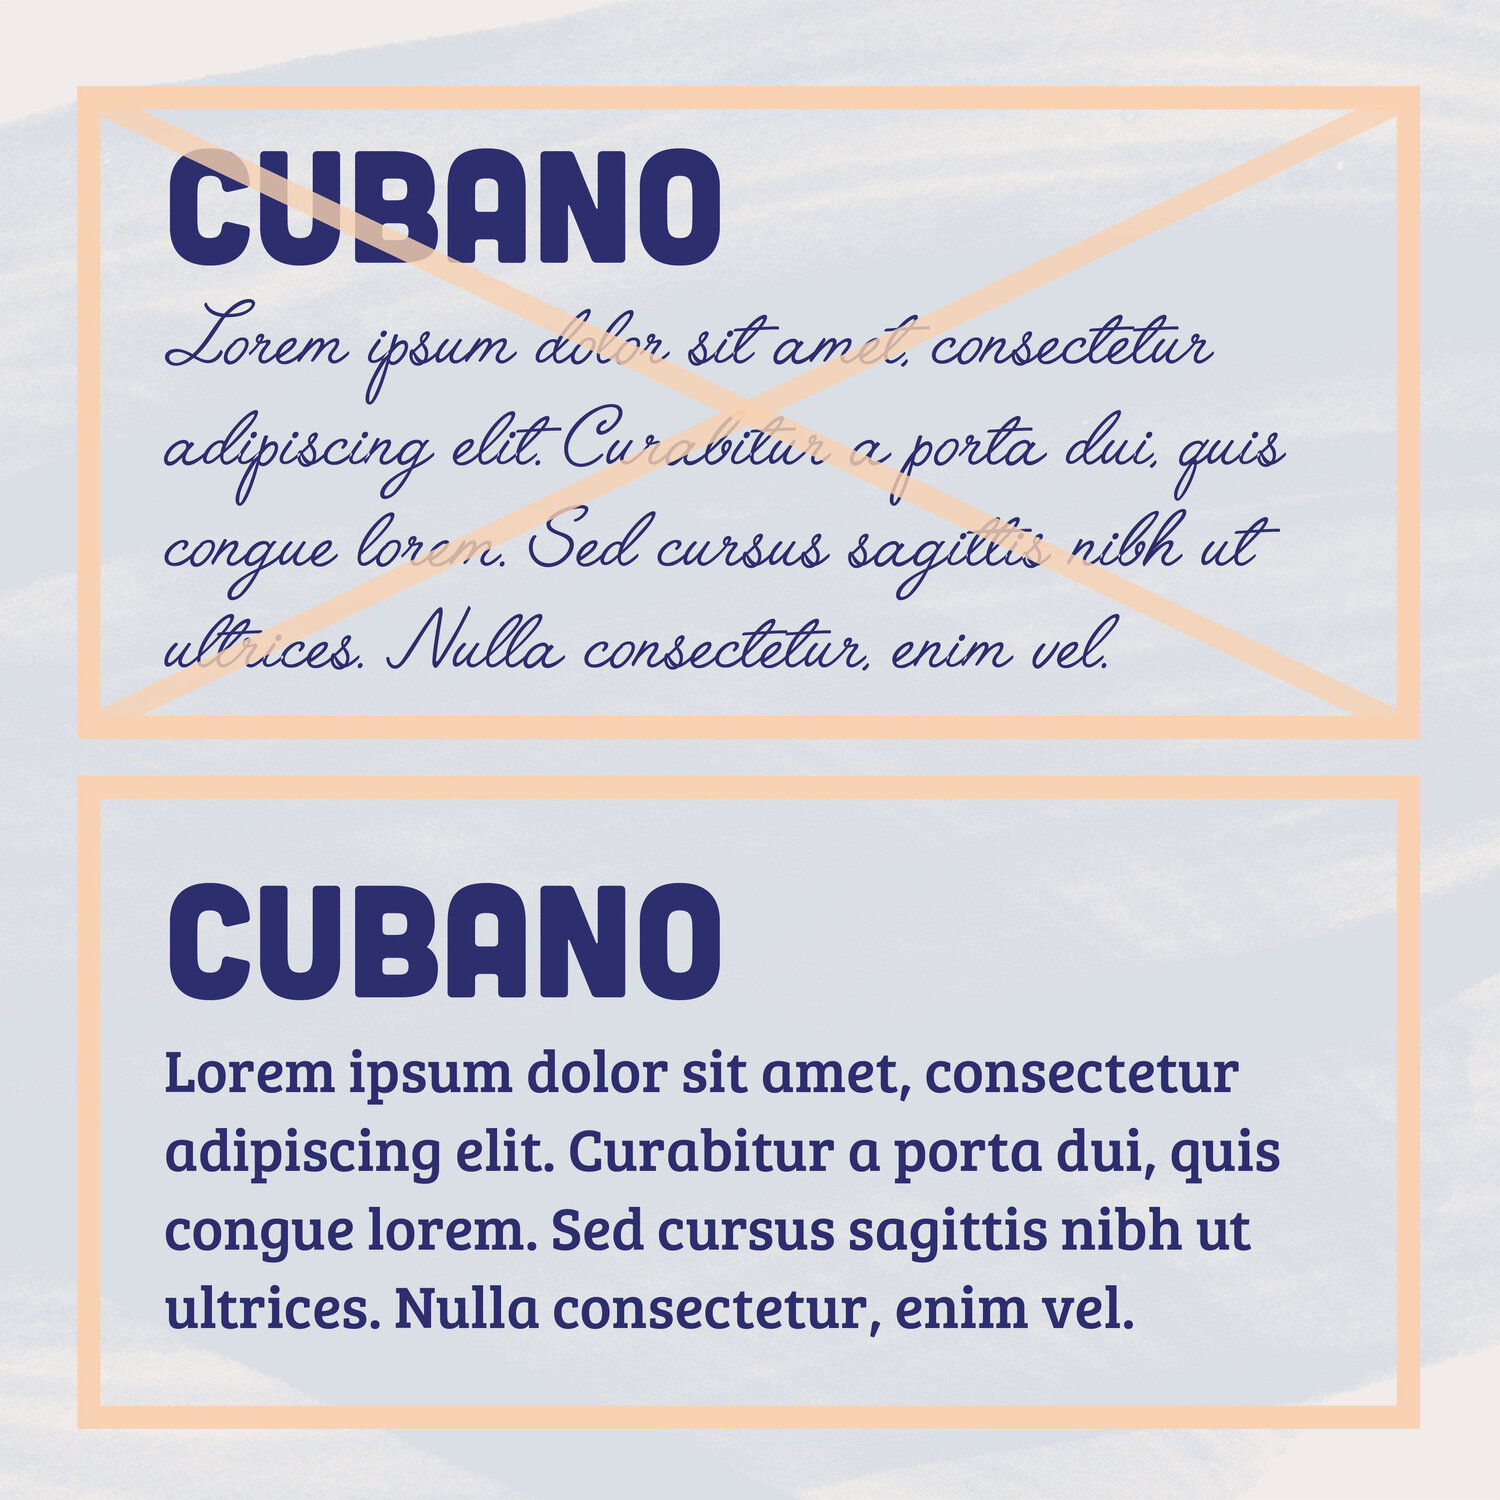 CUBANO
Lorem ipsum dolor sit amet, consectetur
adipiscing elit. Curabitur a porta dui, quis
congue lorem. Sed cursus sagittis nibh ut
ultrices. Nulla consectetur, enim vel.
CUBANO
Lorem ipsum dolor sit amet, consectetur
adipiscing elit. Curabitur a porta dui, quis
congue lorem. Sed cursus sagittis nibh ut
ultrices. Nulla consectetur, enim vel.